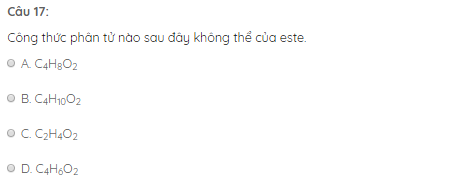 Câu 17:
Công thức phân tử nào sau đây không thể của este.
A. C₄H₈O₂
B. C₄H₁₀O₂
C. C₂H₄O₂
D. C₄H₆O₂